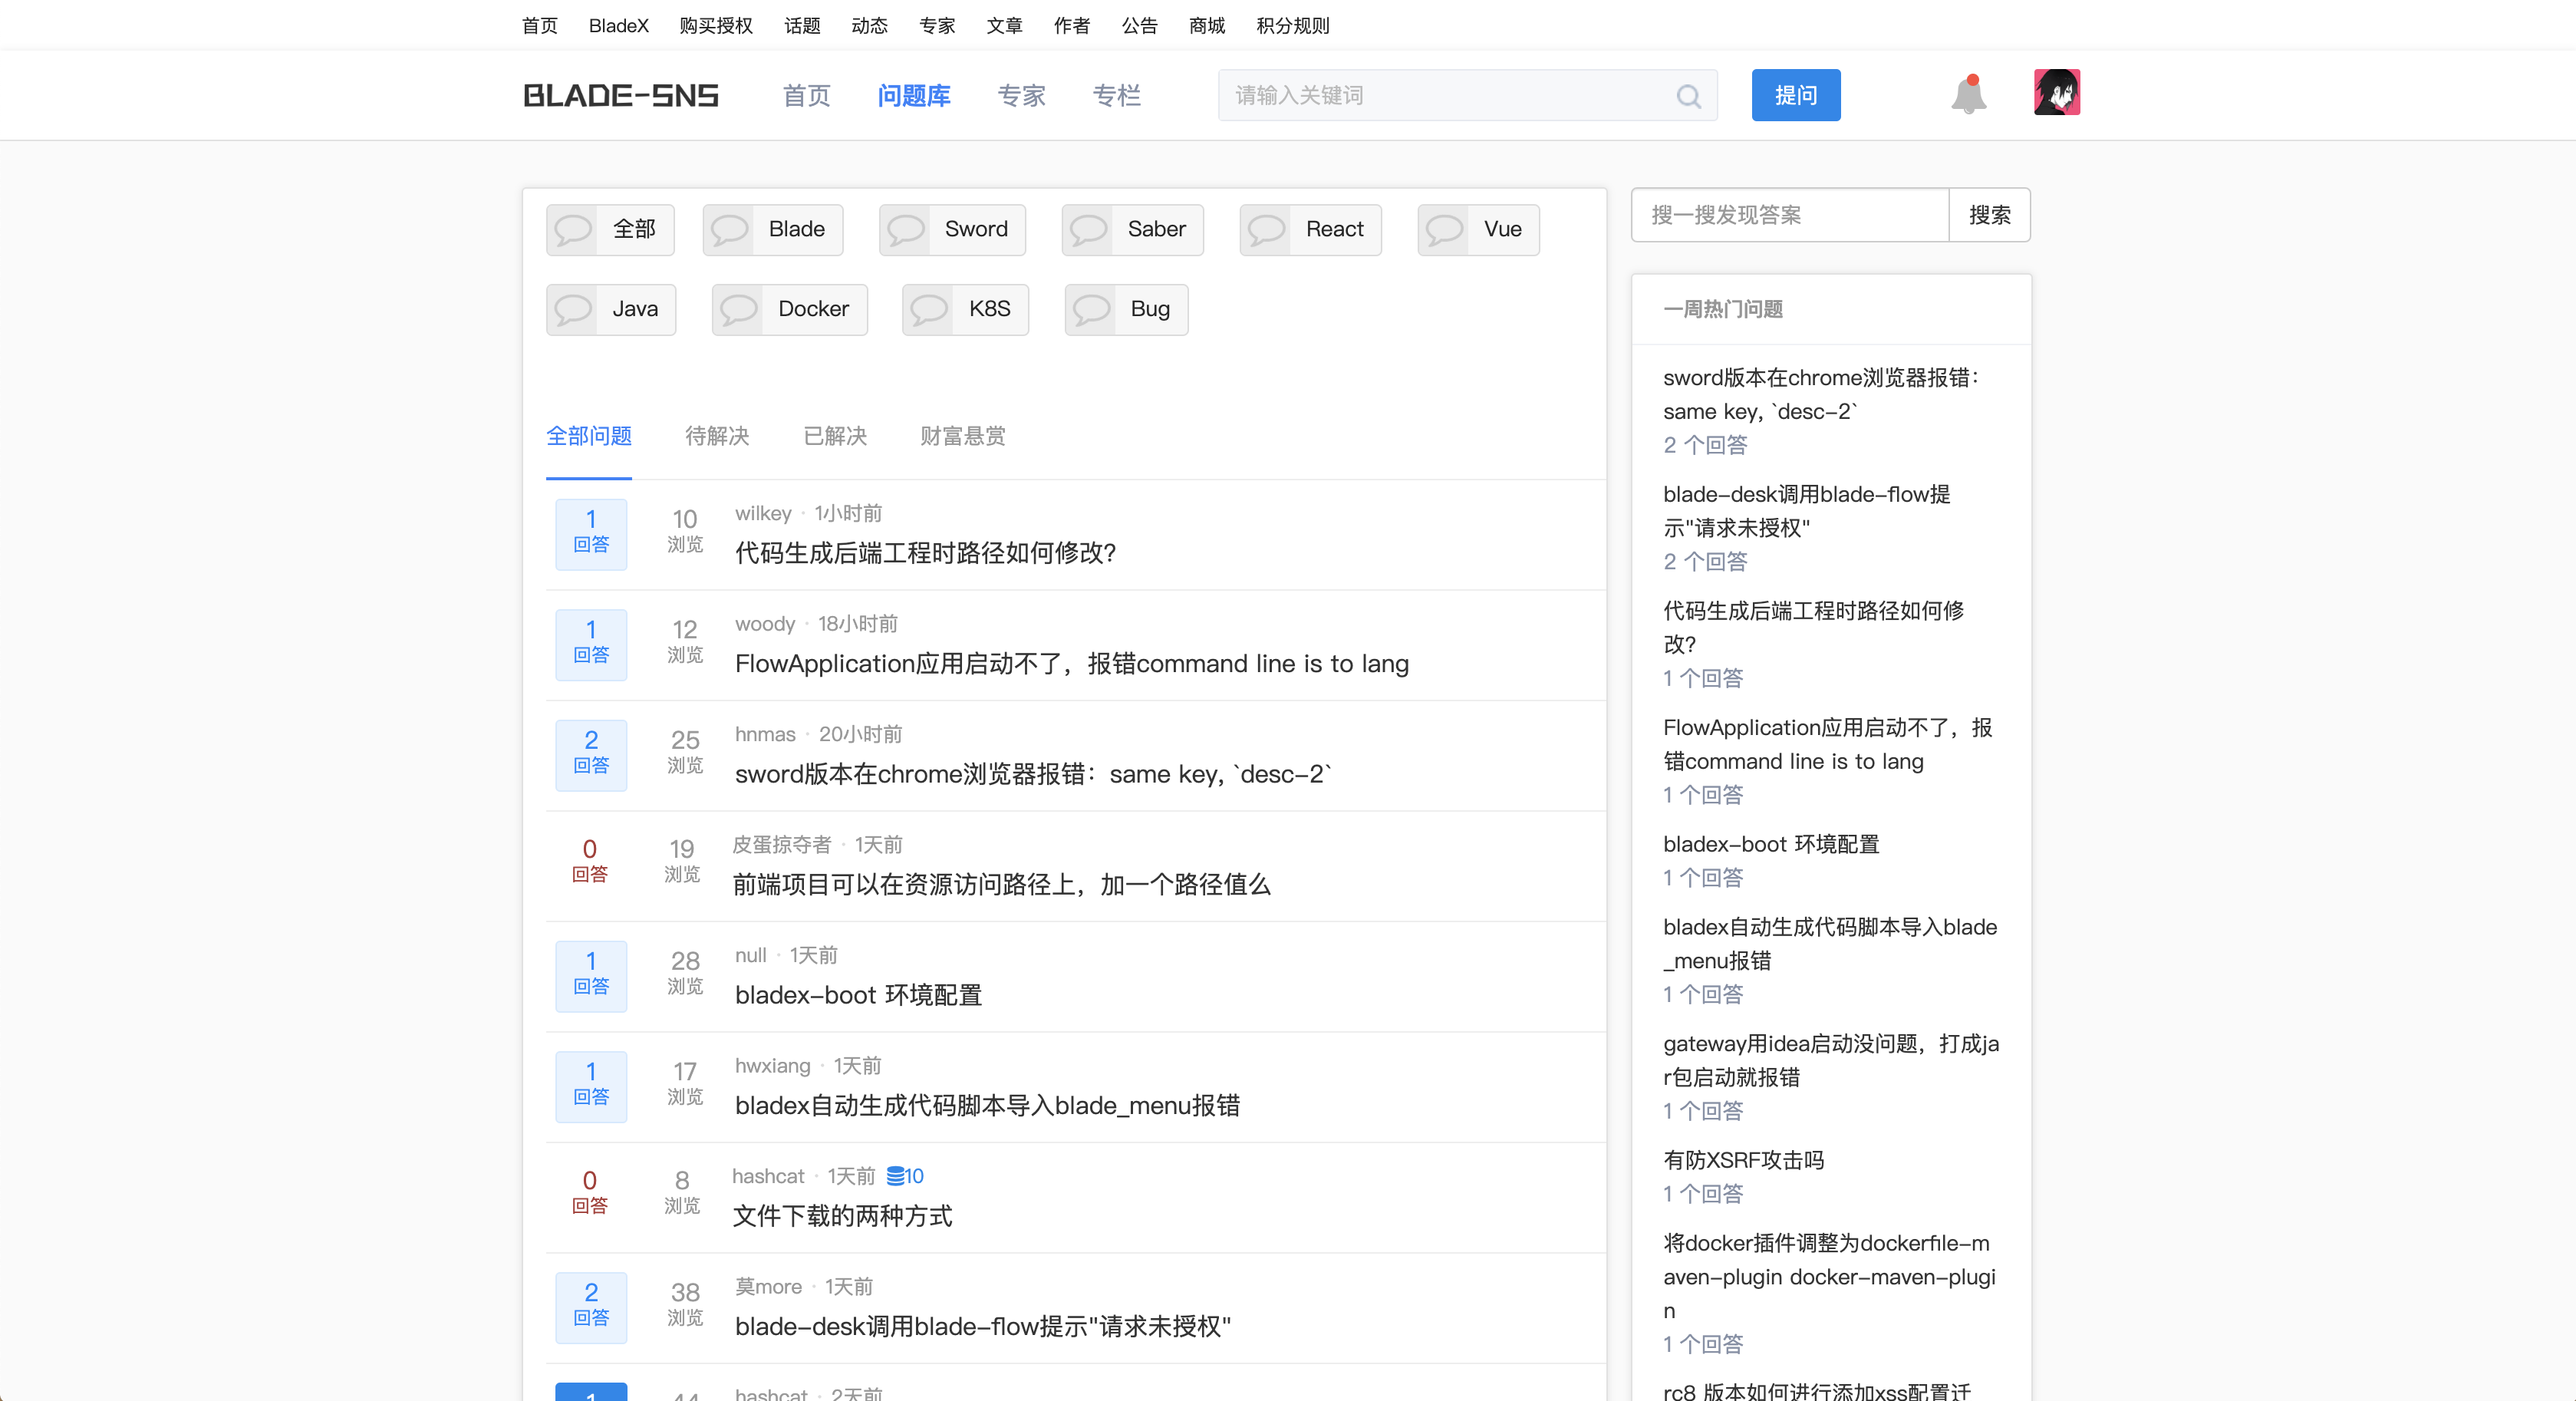 首页 BladeX 购买授权 话题 动态 专家 文章 作者 公告 商城 积分规则
BLADE-SNS 首页 问题库 专家 专栏 请输入关键词 提问
全部 Blade Sword Saber React Vue
Java Docker K8S Bug
全部问题 待解决 已解决 财富悬赏
1 回答 10 浏览 wilkey · 1小时前
代码生成后端工程时路径如何修改?
1 回答 12 浏览 woody · 18小时前
FlowApplication应用启动不了，报错command line is to lang
2 回答 25 浏览 hnmas · 20小时前
sword版本在chrome浏览器报错：same key, `desc-2`
0 回答 19 浏览 皮蛋掠夺者 · 1天前
前端项目可以在资源访问路径上，加一个路径值么
1 回答 28 浏览 null · 1天前
bladex-boot 环境配置
1 回答 17 浏览 hwxiang · 1天前
bladex自动生成代码脚本导入blade_menu报错
0 回答 8 浏览 hashcat · 1天前 10
文件下载的两种方式
2 回答 38 浏览 莫more · 1天前
blade-desk调用blade-flow提示"请求未授权"
1 44 hashcat · 2天前
搜一搜发现答案 搜索
一周热门问题
sword版本在chrome浏览器报错：
same key, `desc-2`
2 个回答
blade-desk调用blade-flow提
示"请求未授权"
2 个回答
代码生成后端工程时路径如何修
改?
1 个回答
FlowApplication应用启动不了，报
错command line is to lang
1 个回答
bladex-boot 环境配置
1 个回答
bladex自动生成代码脚本导入blade
_menu报错
1 个回答
gateway用idea启动没问题，打成ja
r包启动就报错
1 个回答
有防XSRF攻击吗
1 个回答
将docker插件调整为dockerfile-m
aven-plugin docker-maven-plugi
n
1 个回答
rc8 版本如何进行添加xss配置迁